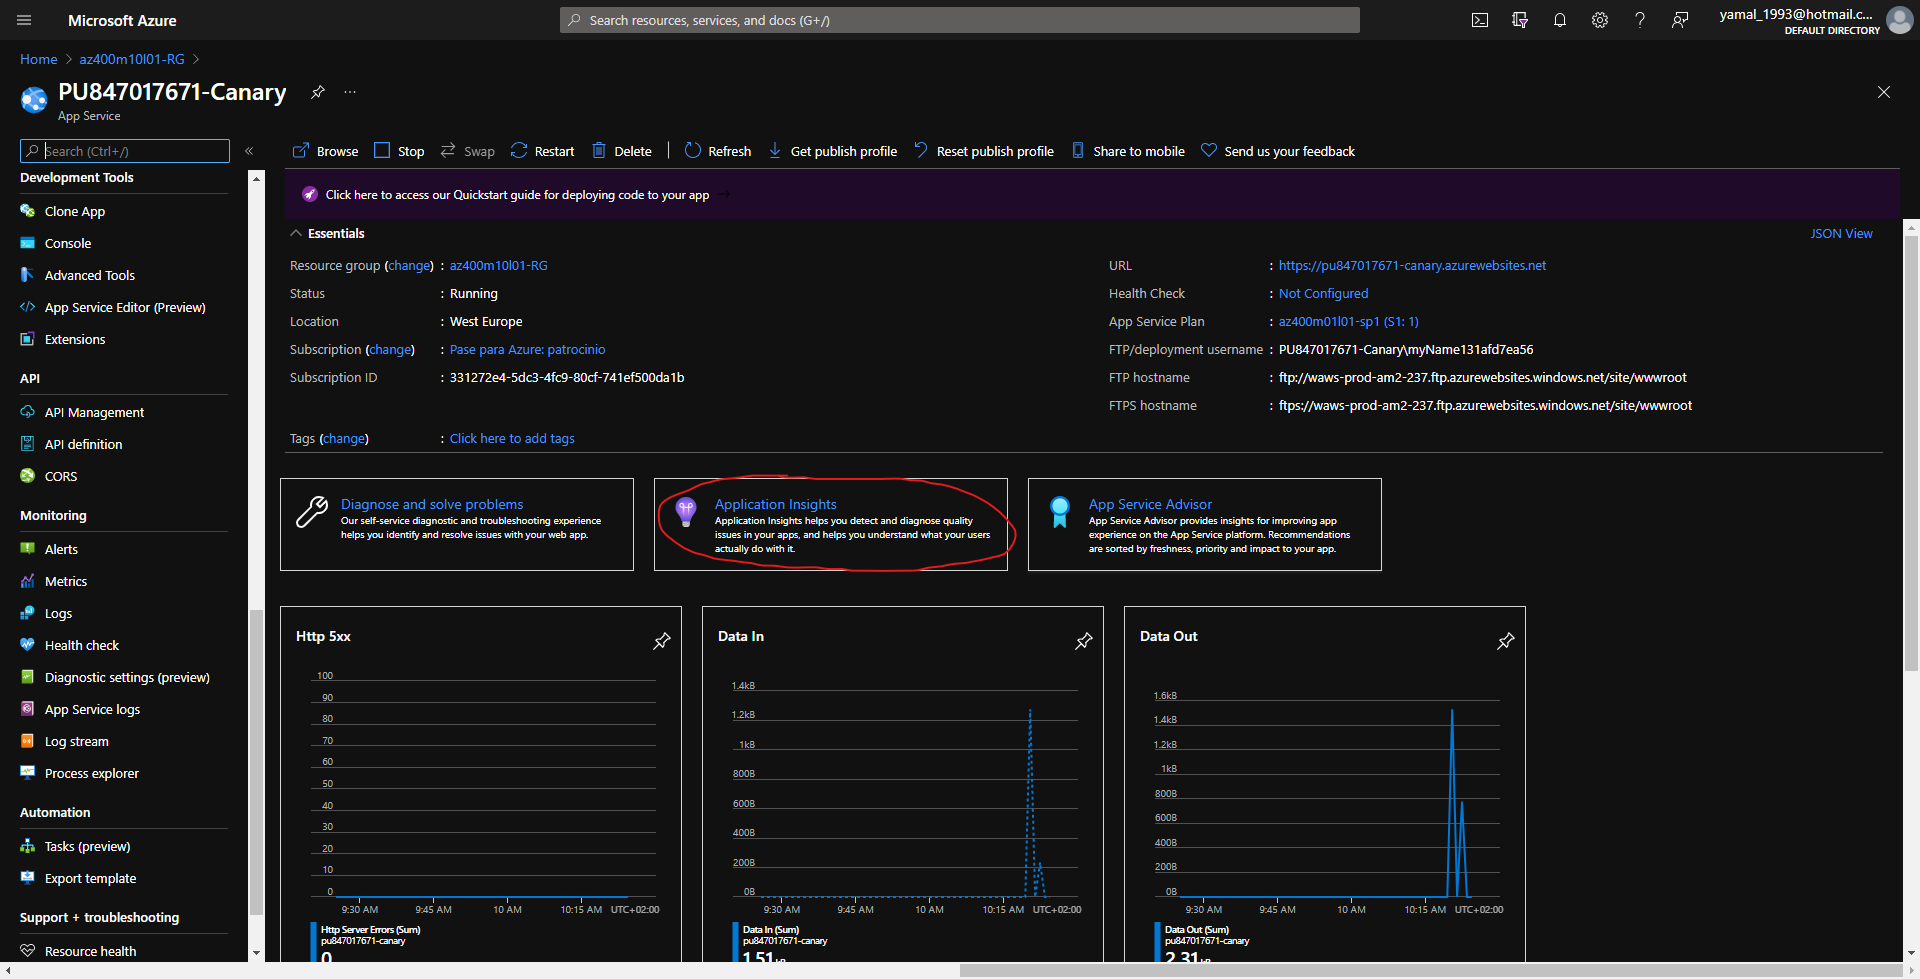 Microsoft Azure
Search resources, services, and docs (G+/)
yamal_1993@hotmail.c...
DEFAULT DIRECTORY
Home > az400m10l01-RG >
PU847017671-Canary
App Service
Search (Ctrl+/)
Development Tools
Clone App
Console
Advanced Tools
App Service Editor (Preview)
Extensions
API
API Management
API definition
CORS
Monitoring
Alerts
Metrics
Logs
Health check
Diagnostic settings (preview)
App Service logs
Log stream
Process explorer
Automation
Tasks (preview)
Export template
Support + troubleshooting
Resource health
Browse Stop Swap Restart Delete Refresh Get publish profile Reset publish profile Share to mobile Send us your feedback
Click here to access our Quickstart guide for deploying code to your app →
Essentials
JSON View
Resource group (change) : az400m10l01-RG
Status : Running
Location : West Europe
Subscription (change) : Pase para Azure: patrocinio
Subscription ID : 331272e4-5dc3-4fc9-80cf-741ef500da1b
URL : https://pu847017671-canary.azurewebsites.net
Health Check : Not Configured
App Service Plan : az400m01l01-sp1 (S1: 1)
FTP/deployment username : PU847017671-Canary\myName131afd7ea56
FTP hostname : ftp://waws-prod-am2-237.ftp.azurewebsites.windows.net/site/wwwroot
FTPS hostname : ftps://waws-prod-am2-237.ftp.azurewebsites.windows.net/site/wwwroot
Tags (change) : Click here to add tags
Diagnose and solve problems
Our self-service diagnostic and troubleshooting experience
helps you identify and resolve issues with your web app.
Application Insights
Application Insights helps you detect and diagnose quality
issues in your apps, and helps you understand what your users
actually do with it.
App Service Advisor
App Service Advisor provides insights for improving app
experience on the App Service platform. Recommendations
are sorted by freshness, priority and impact to your app.
Http 5xx
100
90
80
70
60
50
40
30
20
10
0
9:30 AM 9:45 AM 10 AM 10:15 AM UTC+02:00
Http Server Errors (Sum)
pu847017671-canary
0
Data In
1.4kB
1.2kB
1kB
800B
600B
400B
200B
0B
9:30 AM 9:45 AM 10 AM 10:15 AM UTC+02:00
Data In (Sum)
pu847017671-canary
1.51 kB
Data Out
1.6kB
1.4kB
1.2kB
1kB
800B
600B
400B
200B
0B
9:30 AM 9:45 AM 10 AM 10:15 AM UTC+02:00
Data Out (Sum)
pu847017671-canary
2.31 kB